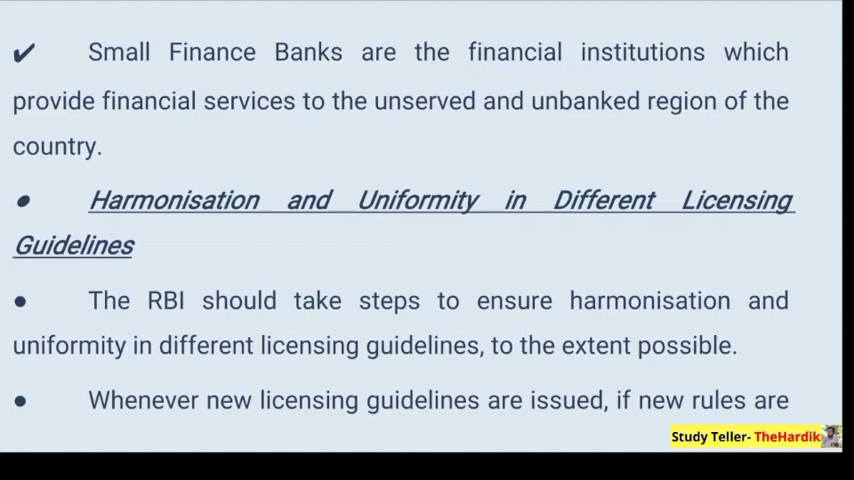 ✔ Small Finance Banks are the financial institutions which
provide financial services to the unserved and unbanked region of the
country.
● Harmonisation and Uniformity in Different Licensing
Guidelines
● The RBI should take steps to ensure harmonisation and
uniformity in different licensing guidelines, to the extent possible.
● Whenever new licensing guidelines are issued, if new rules are
Study Teller- TheHardik